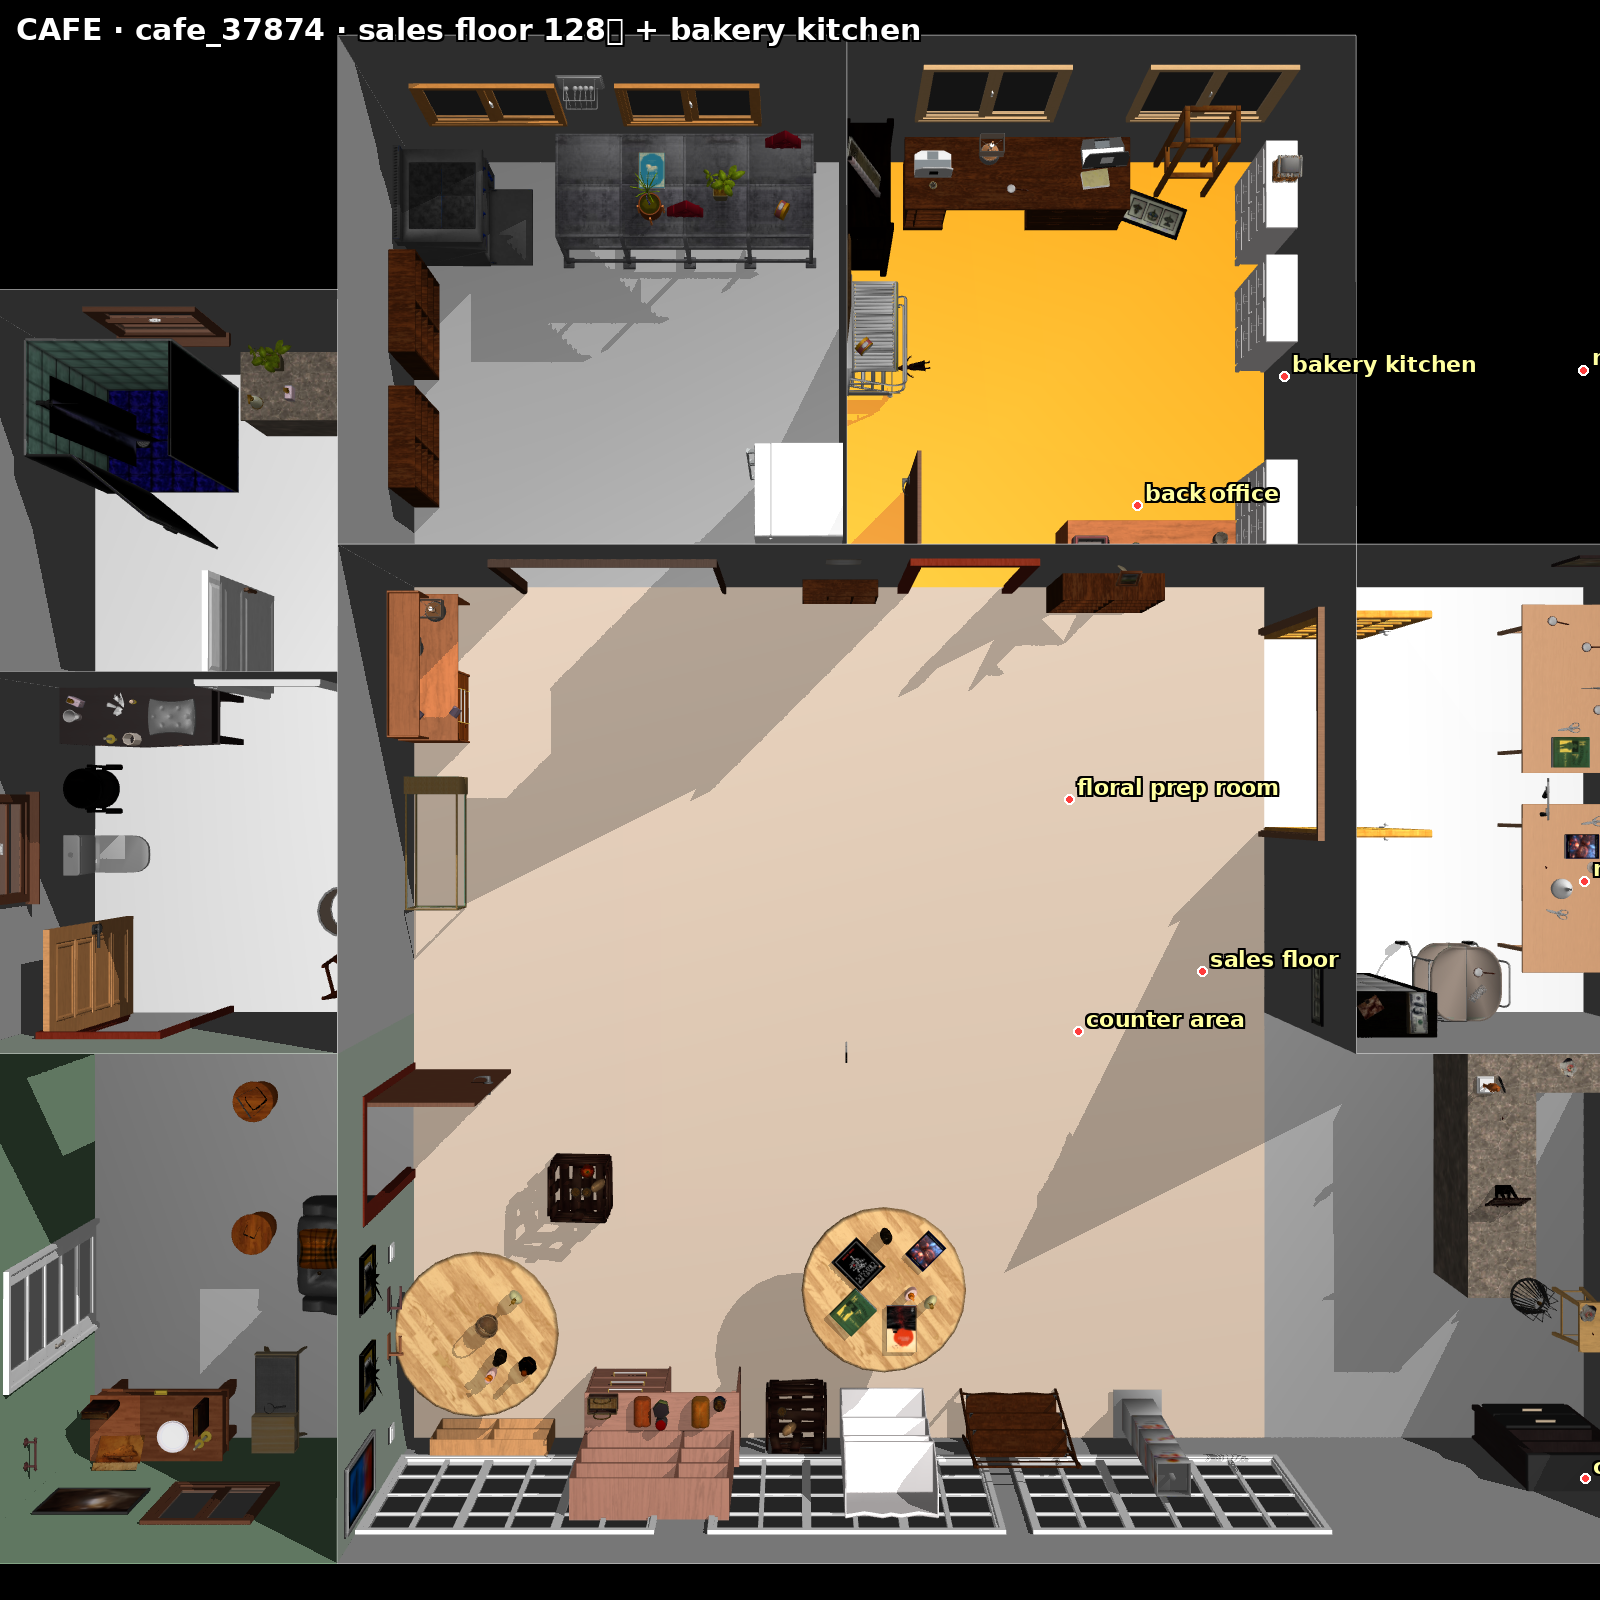 CAFE · cafe_37874 · sales floor 128▯ + bakery kitchen
bakery kitchen
back office
floral prep room
sales floor
counter area